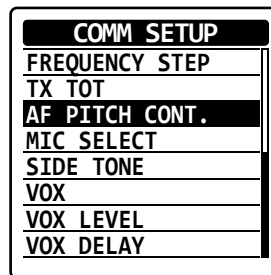 COMM SETUP
FREQUENCY STEP
TX TOT
AF PITCH CONT.
MIC SELECT
SIDE TONE
VOX
VOX LEVEL
VOX DELAY